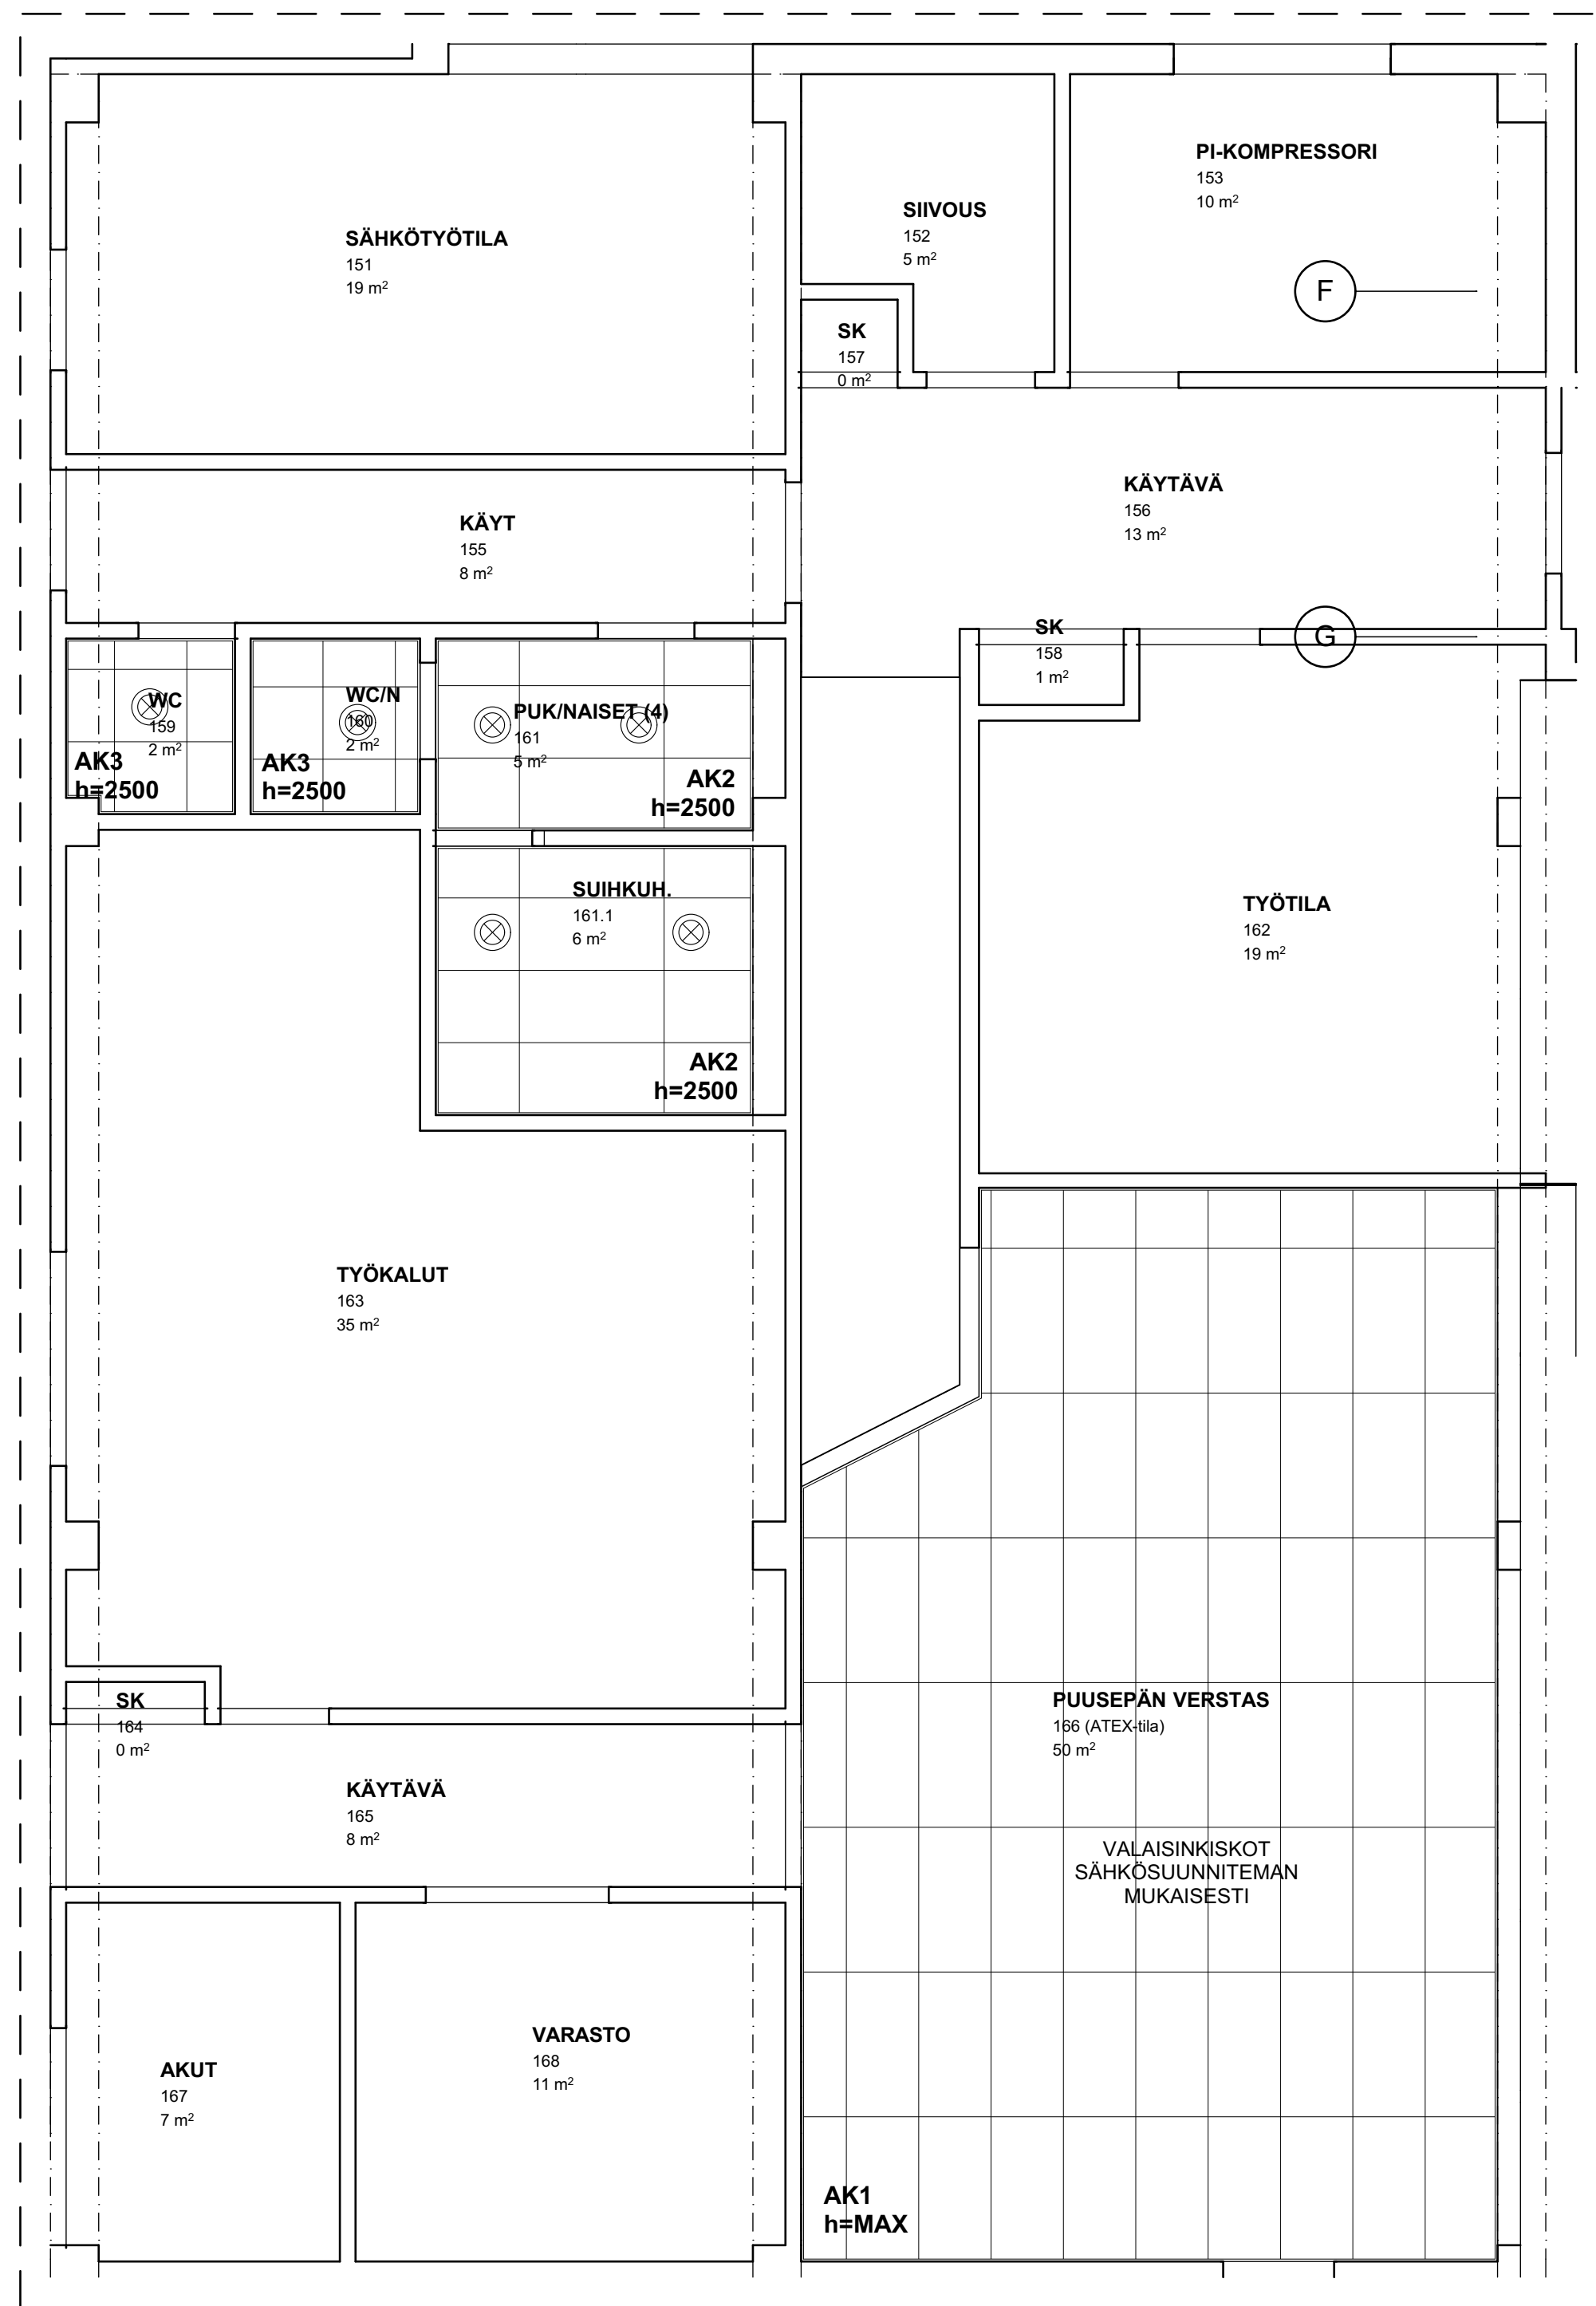 PI-KOMPRESSORI
153
10 m²
SIIVOUS
152
5 m²
SÄHKÖTYÖTILA
151
19 m²
F
SK
157
0 m²
KÄYTÄVÄ
156
13 m²
KÄYT
155
8 m²
SK
158
1 m²
G
WC
159
2 m²
AK3
h=2500
WC/N
160
2 m²
AK3
h=2500
PUK/NAISET (4)
161
5 m²
AK2
h=2500
SUIHKUH.
161.1
6 m²
AK2
h=2500
TYÖTILA
162
19 m²
TYÖKALUT
163
35 m²
SK
164
0 m²
PUUSEPÄN VERSTAS
166 (ATEX-tila)
50 m²
KÄYTÄVÄ
165
8 m²
VALAISINKISKOT
SÄHKÖSUUNNITEMAN
MUKAISESTI
VARASTO
168
11 m²
AKUT
167
7 m²
AK1
h=MAX